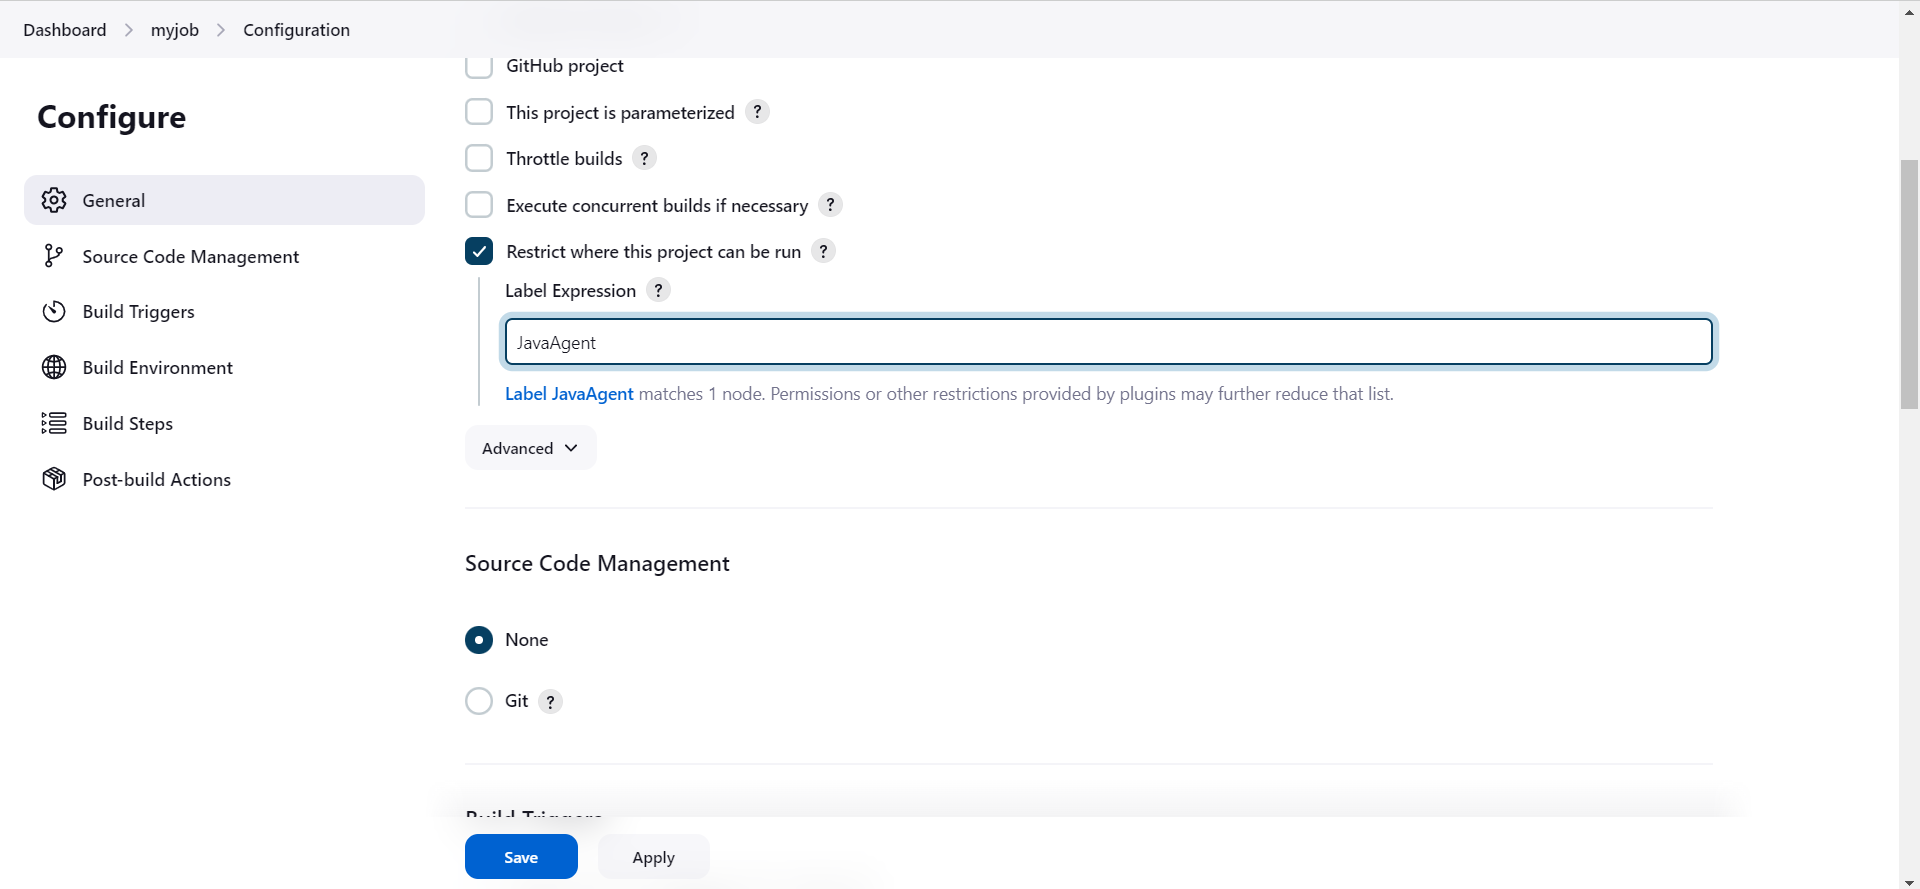 Dashboard > myjob > Configuration
Configure
General
Source Code Management
Build Triggers
Build Environment
Build Steps
Post-build Actions
GitHub project
This project is parameterized ?
Throttle builds ?
Execute concurrent builds if necessary ?
Restrict where this project can be run ?
Label Expression ?
JavaAgent
Label JavaAgent matches 1 node. Permissions or other restrictions provided by plugins may further reduce that list.
Advanced
Source Code Management
None
Git ?
Build Triggers
Save Apply